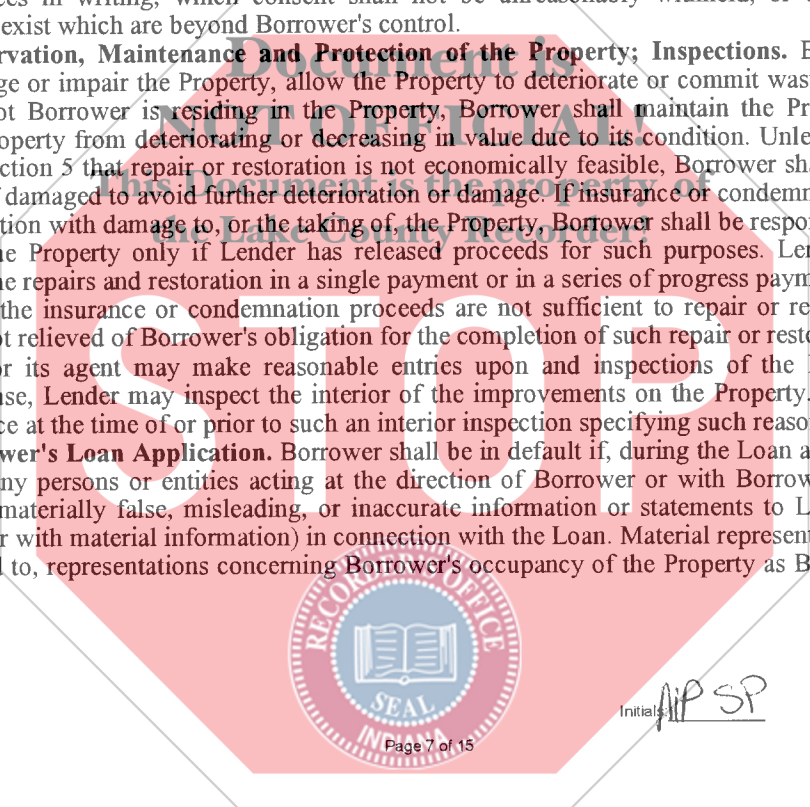 exist which are beyond Borrower's control.
rvation, Maintenance and Protection of the Property; Inspections.
ge or impair the Property, allow the Property to deteriorate or commit was
ot Borrower is residing in the Property, Borrower shall maintain the Pr
operty from deteriorating or decreasing in value due to its condition. Unle
ction 5 that repair or restoration is not economically feasible, Borrower sh
damaged to avoid further deterioration or damage. If insurance or condemn
tion with damage to, or the taking of, the Property, Borrower shall be respo
e Property only if Lender has released proceeds for such purposes. Le
e repairs and restoration in a single payment or in a series of progress paym
the insurance or condemnation proceeds are not sufficient to repair or re
t relieved of Borrower's obligation for the completion of such repair or rest
r its agent may make reasonable entries upon and inspections of the
se, Lender may inspect the interior of the improvements on the Property.
ce at the time of or prior to such an interior inspection specifying such reaso
wer's Loan Application. Borrower shall be in default if, during the Loan a
ny persons or entities acting at the direction of Borrower or with Borrow
materially false, misleading, or inaccurate information or statements to L
r with material information) in connection with the Loan. Material represent
l to, representations concerning Borrower's occupancy of the Property as B
Document is
NOT OFFICIAL!
This Document is the property of
the Lake County Recorder!
STOP
RECORDER'S OFFICE
SEAL
INDIANA
Initials: SP
Page 7 of 15